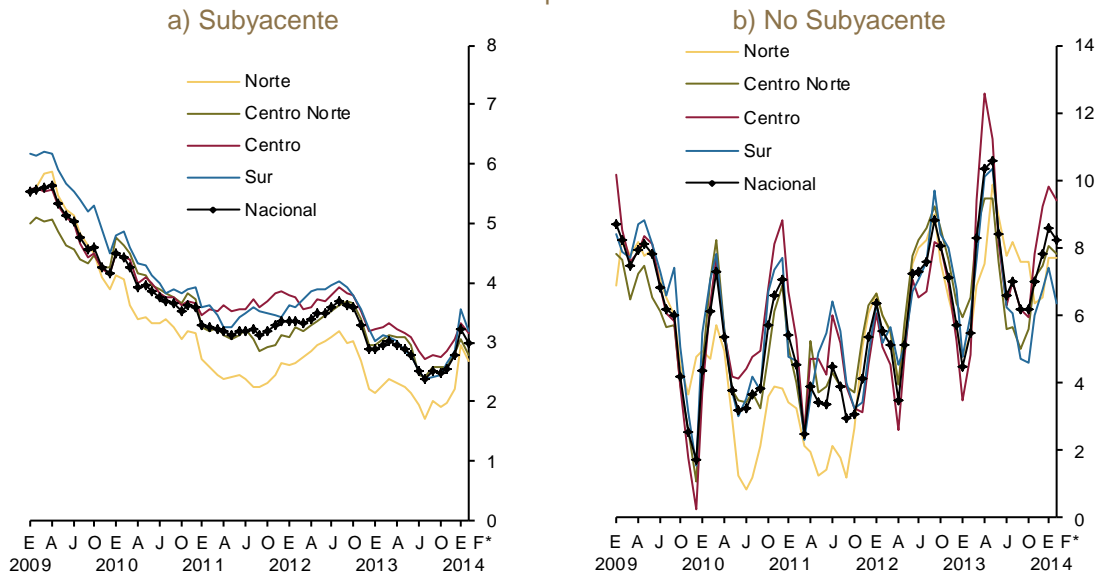 a) Subyacente
8
7
6
5
4
3
2
1
0
Norte
Centro Norte
Centro
Sur
Nacional
E A J O E A J O E A J O E A J O E A J O E F*
2009 2010 2011 2012 2013 2014
b) No Subyacente
14
12
10
8
6
4
2
0
Norte
Centro Norte
Centro
Sur
Nacional
E A J O E A J O E A J O E A J O E A J O E F*
2009 2010 2011 2012 2013 2014